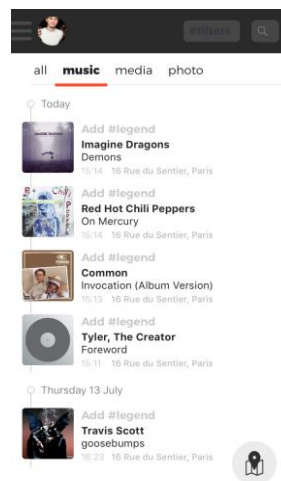 #filters
all music media photo
Today
Add #legend
Imagine Dragons
Demons
15:14 16 Rue du Sentier, Paris
Add #legend
Red Hot Chili Peppers
On Mercury
15:14 16 Rue du Sentier, Paris
Add #legend
Common
Invocation (Album Version)
15:13 16 Rue du Sentier, Paris
Add #legend
Tyler, The Creator
Foreword
15:11 16 Rue du Sentier, Paris
Thursday 13 July
Add #legend
Travis Scott
goosebumps
16:23 16 Rue du Sentier, Paris